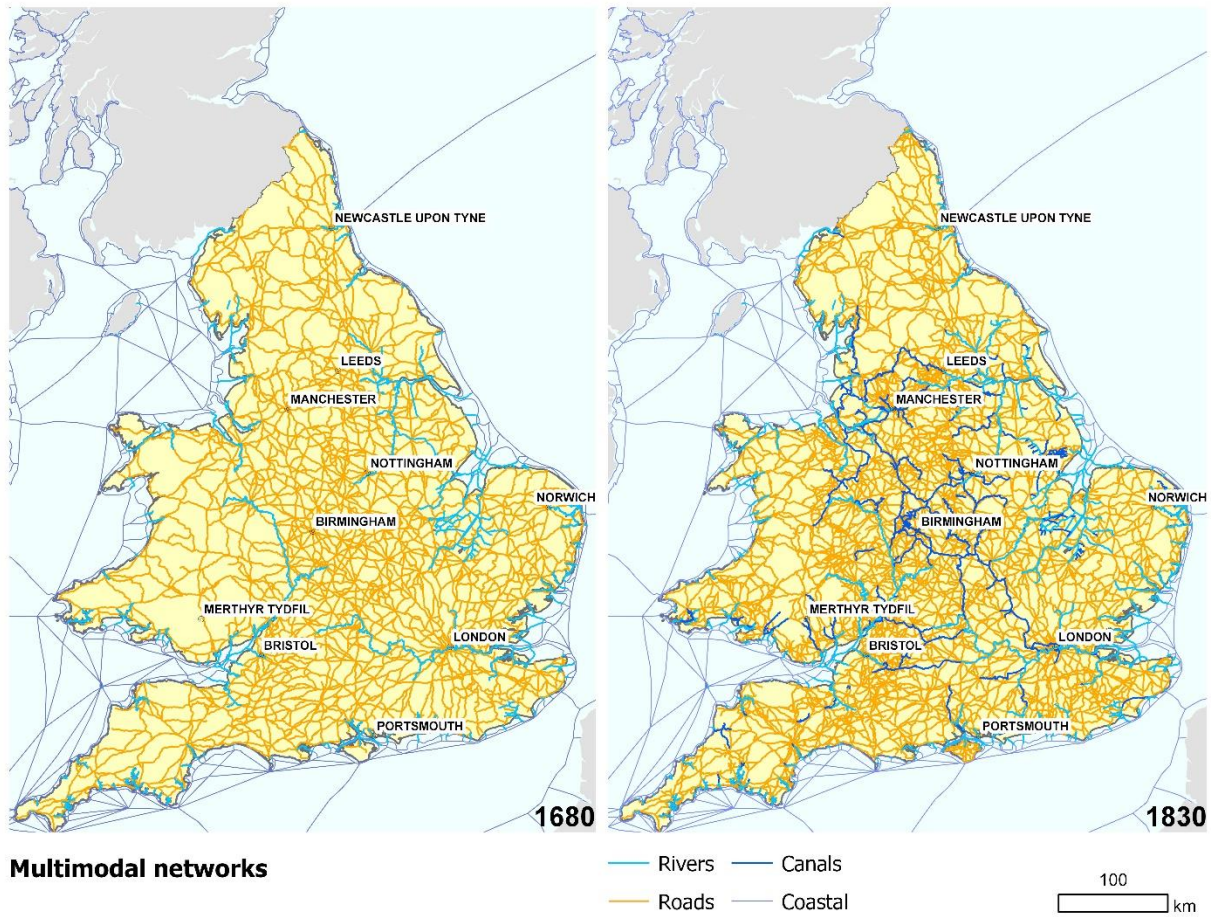 NEWCASTLE UPON TYNE
LEEDS
MANCHESTER
NOTTINGHAM
NORWICH
BIRMINGHAM
MERTHYR TYDFIL
BRISTOL
LONDON
PORTSMOUTH
1680
NEWCASTLE UPON TYNE
LEEDS
MANCHESTER
NOTTINGHAM
NORWICH
BIRMINGHAM
MERTHYR TYDFIL
BRISTOL
LONDON
PORTSMOUTH
1830
Multimodal networks
Rivers
Canals
Roads
Coastal
100
km